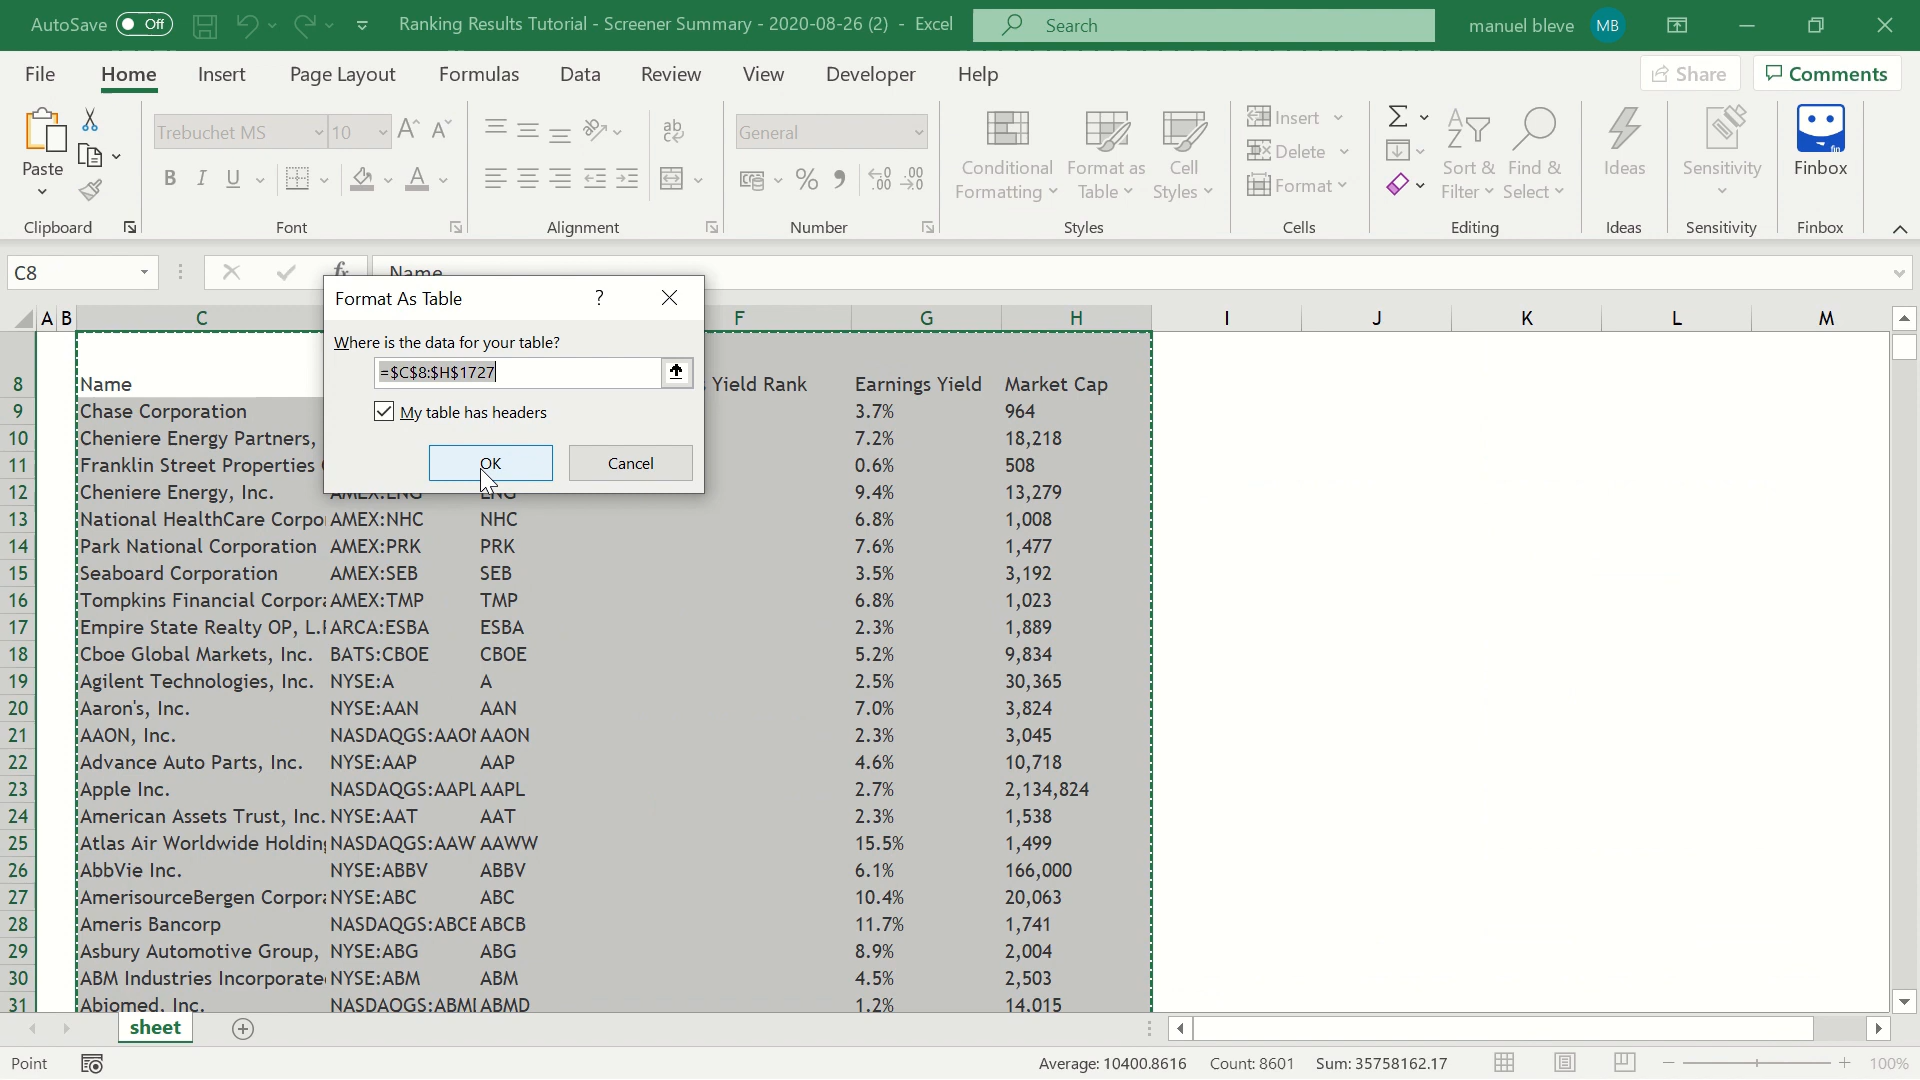 AutoSave Off Ranking Results Tutorial - Screener Summary - 2020-08-26 (2) - Excel Search manuel bleve MB
File Home Insert Page Layout Formulas Data Review View Developer Help Share Comments
Paste Trebuchet MS 10 General Conditional Formatting Format as Table Cell Styles Insert Delete Format Sort & Filter Find & Select Ideas Sensitivity Finbox
Clipboard Font Alignment Number Styles Cells Editing Ideas Sensitivity Finbox
C8 fx Name
Format As Table ?
Where is the data for your table?
=$C$8:$H$1727
My table has headers
OK Cancel
A B C F G H I J K L M
8 Name Yield Rank Earnings Yield Market Cap
9 Chase Corporation 3.7% 964
10 Cheniere Energy Partners, 7.2% 18,218
11 Franklin Street Properties 0.6% 508
12 Cheniere Energy, Inc. AMEX:LNG LNG 9.4% 13,279
13 National HealthCare Corpo AMEX:NHC NHC 6.8% 1,008
14 Park National Corporation AMEX:PRK PRK 7.6% 1,477
15 Seaboard Corporation AMEX:SEB SEB 3.5% 3,192
16 Tompkins Financial Corpora AMEX:TMP TMP 6.8% 1,023
17 Empire State Realty OP, L.P ARCA:ESBA ESBA 2.3% 1,889
18 Cboe Global Markets, Inc. BATS:CBOE CBOE 5.2% 9,834
19 Agilent Technologies, Inc. NYSE:A A 2.5% 30,365
20 Aaron's, Inc. NYSE:AAN AAN 7.0% 3,824
21 AAON, Inc. NASDAQGS:AAON AAON 2.3% 3,045
22 Advance Auto Parts, Inc. NYSE:AAP AAP 4.6% 10,718
23 Apple Inc. NASDAQGS:AAPL AAPL 2.7% 2,134,824
24 American Assets Trust, Inc. NYSE:AAT AAT 2.3% 1,538
25 Atlas Air Worldwide Holding NASDAQGS:AAW AAWW 15.5% 1,499
26 AbbVie Inc. NYSE:ABBV ABBV 6.1% 166,000
27 AmerisourceBergen Corpora NYSE:ABC ABC 10.4% 20,063
28 Ameris Bancorp NASDAQGS:ABCB ABCB 11.7% 1,741
29 Asbury Automotive Group, NYSE:ABG ABG 8.9% 2,004
30 ABM Industries Incorporate NYSE:ABM ABM 4.5% 2,503
31 Abiomed, Inc. NASDAQGS:ABMD ABMD 1.2% 14,015
sheet
Point Average: 10400.8616 Count: 8601 Sum: 35758162.17 100%